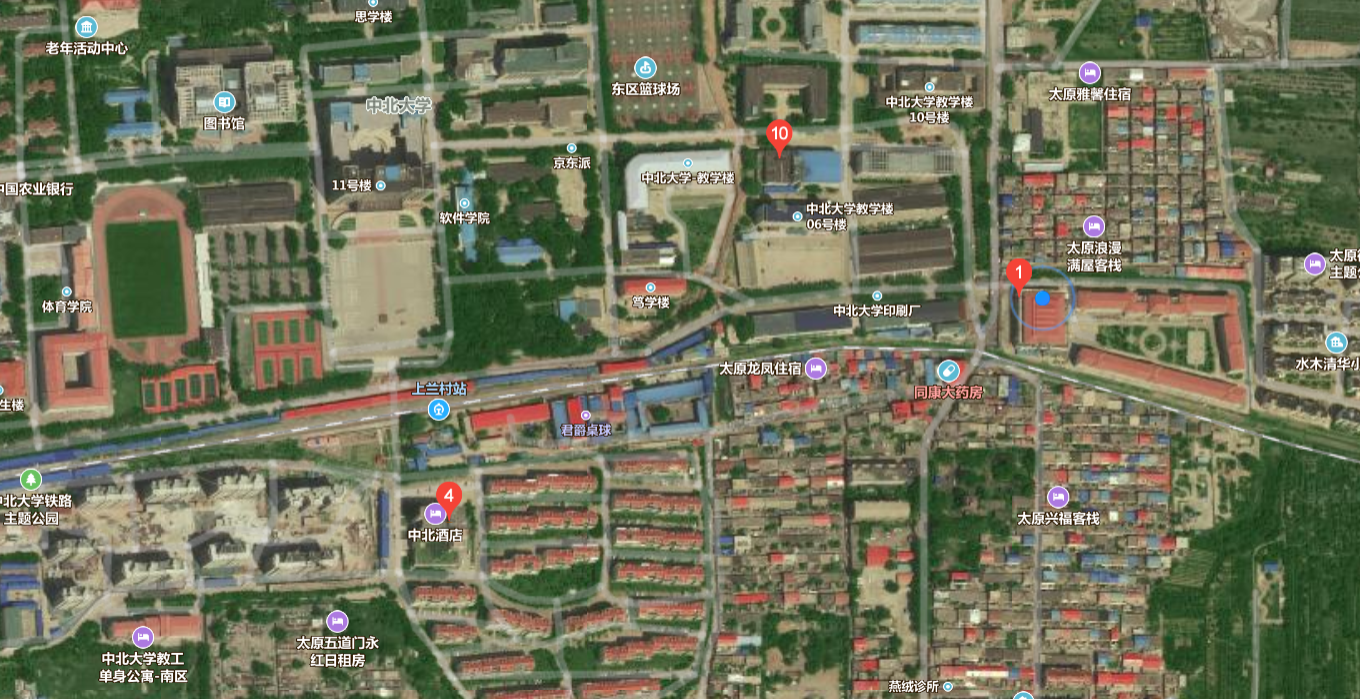 思学楼
老年活动中心
中北大学
图书馆
东区篮球场
太原雅馨住宿
中北大学教学楼
10号楼
10
京东派
中北大学-教学楼
11号楼
中国农业银行
软件学院
中北大学教学楼
06号楼
太原浪漫
满屋客栈
太原
主题
1
体育学院
笃学楼
中北大学印刷厂
水木清华小
太原龙凤住宿
上兰村站
同康大药房
生楼
君爵桌球
4
中北大学铁路
主题公园
中北酒店
太原兴福客栈
太原五道门永
红日租房
中北大学教工
单身公寓-南区
燕绒诊所